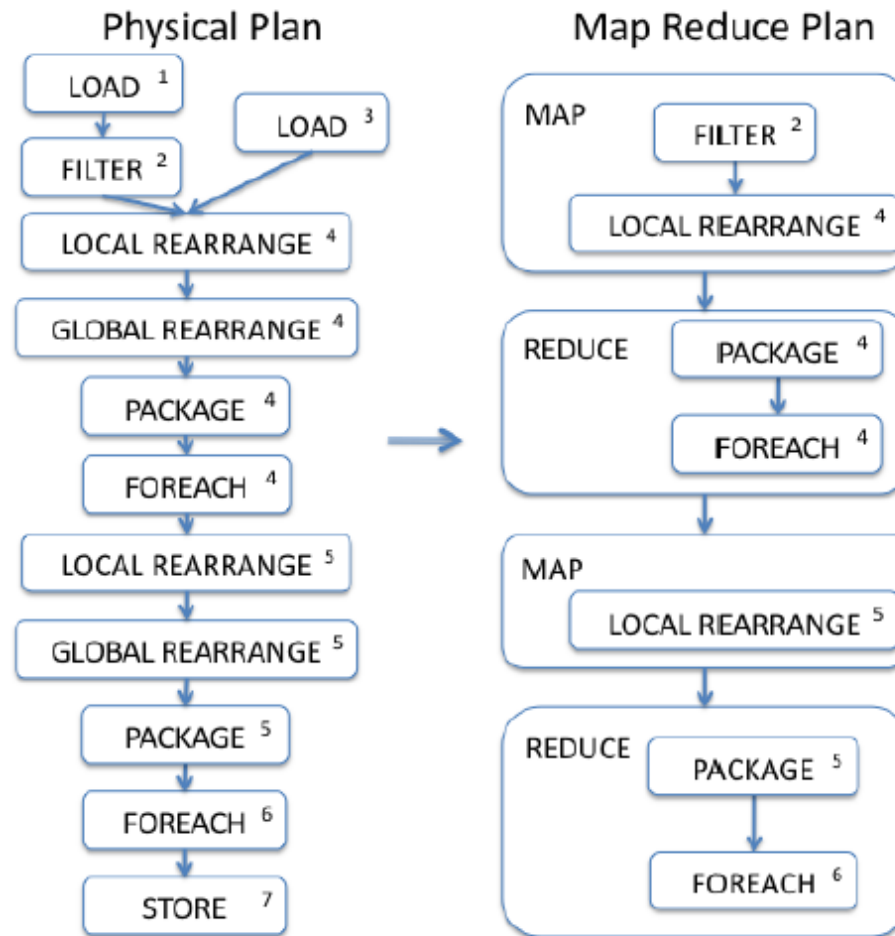 Physical Plan
LOAD 1
LOAD 3
FILTER 2
LOCAL REARRANGE 4
GLOBAL REARRANGE 4
PACKAGE 4
FOREACH 4
LOCAL REARRANGE 5
GLOBAL REARRANGE 5
PACKAGE 5
FOREACH 6
STORE 7
Map Reduce Plan
MAP
FILTER 2
LOCAL REARRANGE 4
REDUCE
PACKAGE 4
FOREACH 4
MAP
LOCAL REARRANGE 5
REDUCE
PACKAGE 5
FOREACH 6